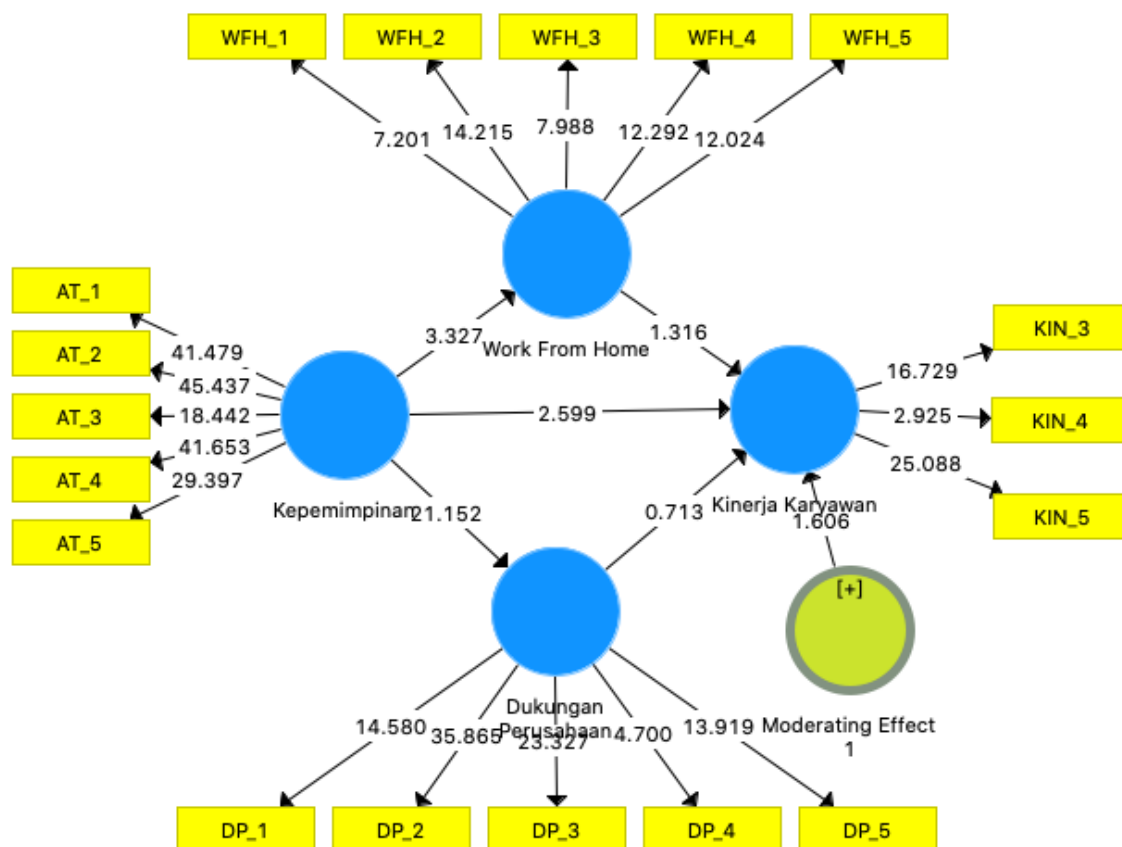 WFH_1 WFH_2 WFH_3 WFH_4 WFH_5
7.201 14.215 7.988 12.292 12.024
AT_1
AT_2
AT_3
AT_4
AT_5
41.479
45.437
18.442
41.653
29.397
3.327
Work From Home
1.316
2.599
Kepemimpinan
21.152
0.713
Kinerja Karyawan
1.606
KIN_3
KIN_4
KIN_5
16.729
2.925
25.088
[+]
Moderating Effect
1
Dukungan
Perusahaan
14.580 35.865 23.327 4.700 13.919
DP_1 DP_2 DP_3 DP_4 DP_5